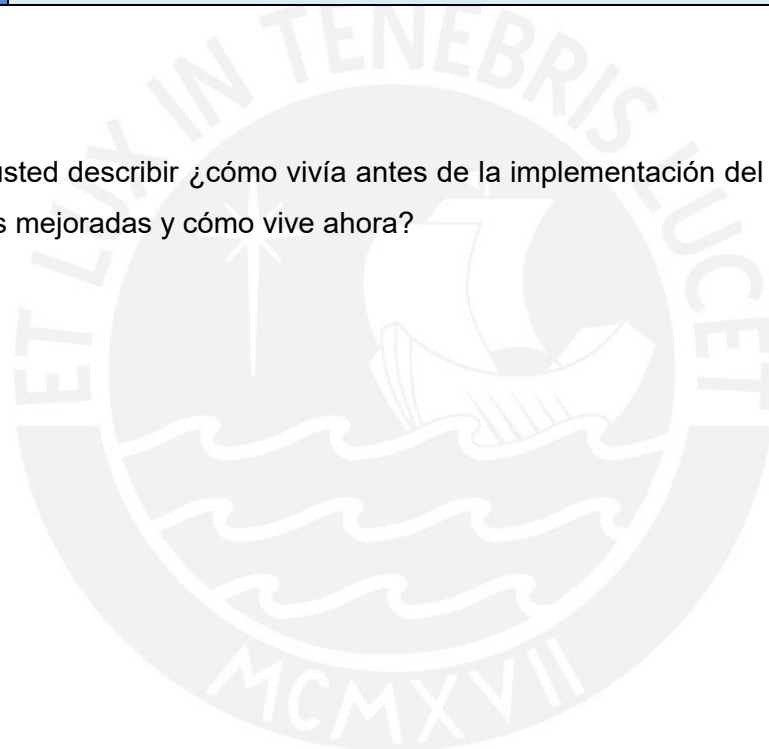 usted describir ¿cómo vivía antes de la implementación del
s mejoradas y cómo vive ahora?
ET LUX IN TENEBRIS LUCET
MCMXVII